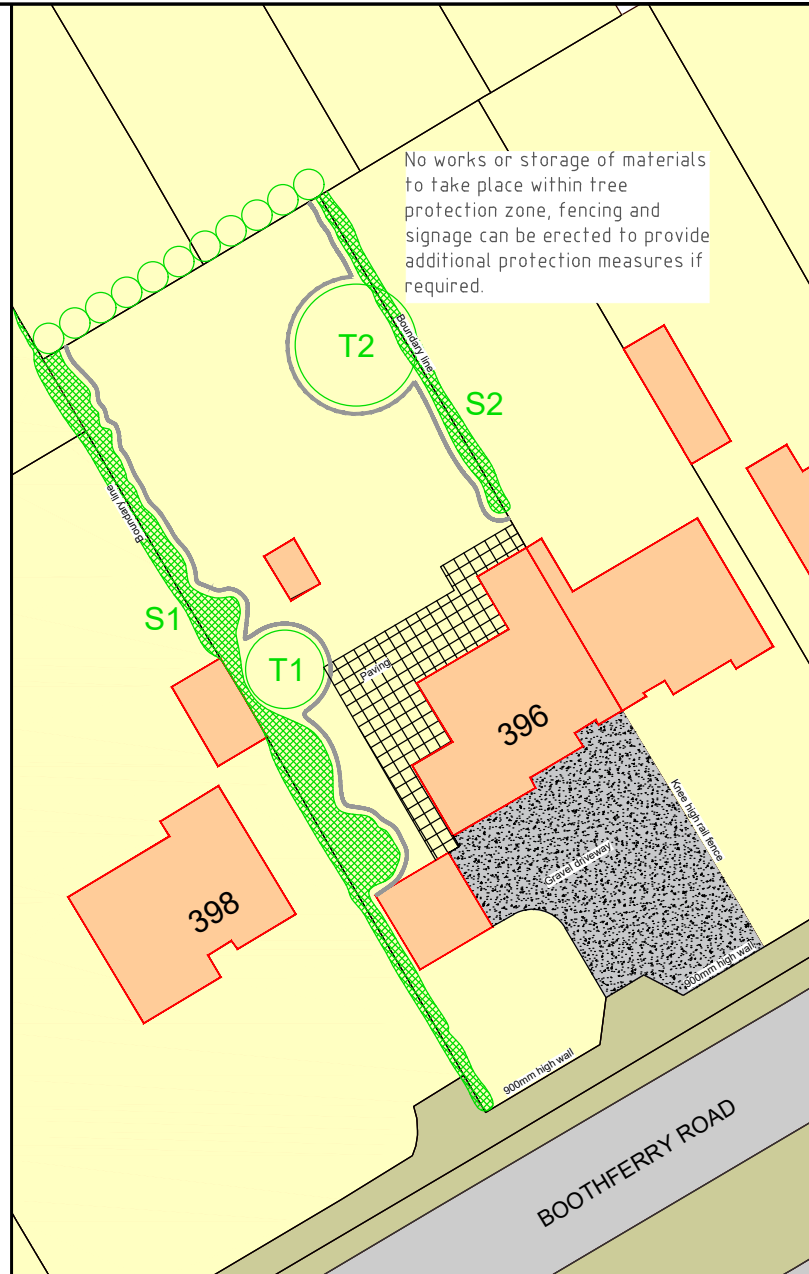 No works or storage of materials
to take place within tree
protection zone, fencing and
signage can be erected to provide
additional protection measures if
required.
T2
Boundary line
S2
Boundary line
S1
T1
Paving
396
Knee high rail fence
Gravel driveway
398
900mm high wall
900mm high wall
BOOTHFERRY ROAD